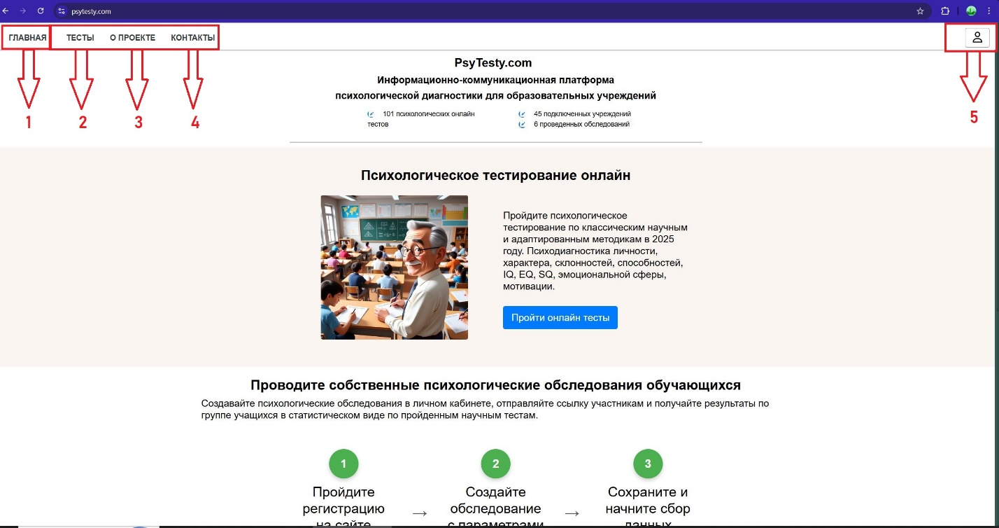 psytesty.com
ГЛАВНАЯ ТЕСТЫ О ПРОЕКТЕ КОНТАКТЫ
1 2 3 4 5
PsyTesty.com
Информационно-коммуникационная платформа
психологической диагностики для образовательных учреждений
101 психологических онлайн
тестов
45 подключенных учреждений
6 проведенных обследований
Психологическое тестирование онлайн
Пройдите психологическое
тестирование по классическим научным
и адаптированным методикам в 2025
году. Психодиагностика личности,
характера, склонностей, способностей,
IQ, EQ, SQ, эмоциональной сферы,
мотивации.
Пройти онлайн тесты
Проводите собственные психологические обследования обучающихся
Создавайте психологические обследования в личном кабинете, отправляйте ссылку участникам и получайте результаты по
группе учащихся в статистическом виде по пройденным научным тестам.
1
Пройдите
регистрацию
на сайте
→
2
Создайте
обследование
с параметрами
→
3
Сохраните и
начните сбор
данных